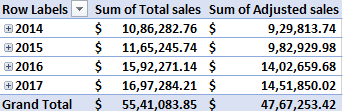 Row Labels Sum of Total sales Sum of Adjusted sales
2014 $ 10,86,282.76 $ 9,29,813.74
2015 $ 11,65,245.74 $ 9,82,929.98
2016 $ 15,92,271.14 $ 14,02,659.68
2017 $ 16,97,284.21 $ 14,51,850.02
Grand Total $ 55,41,083.85 $ 47,67,253.42